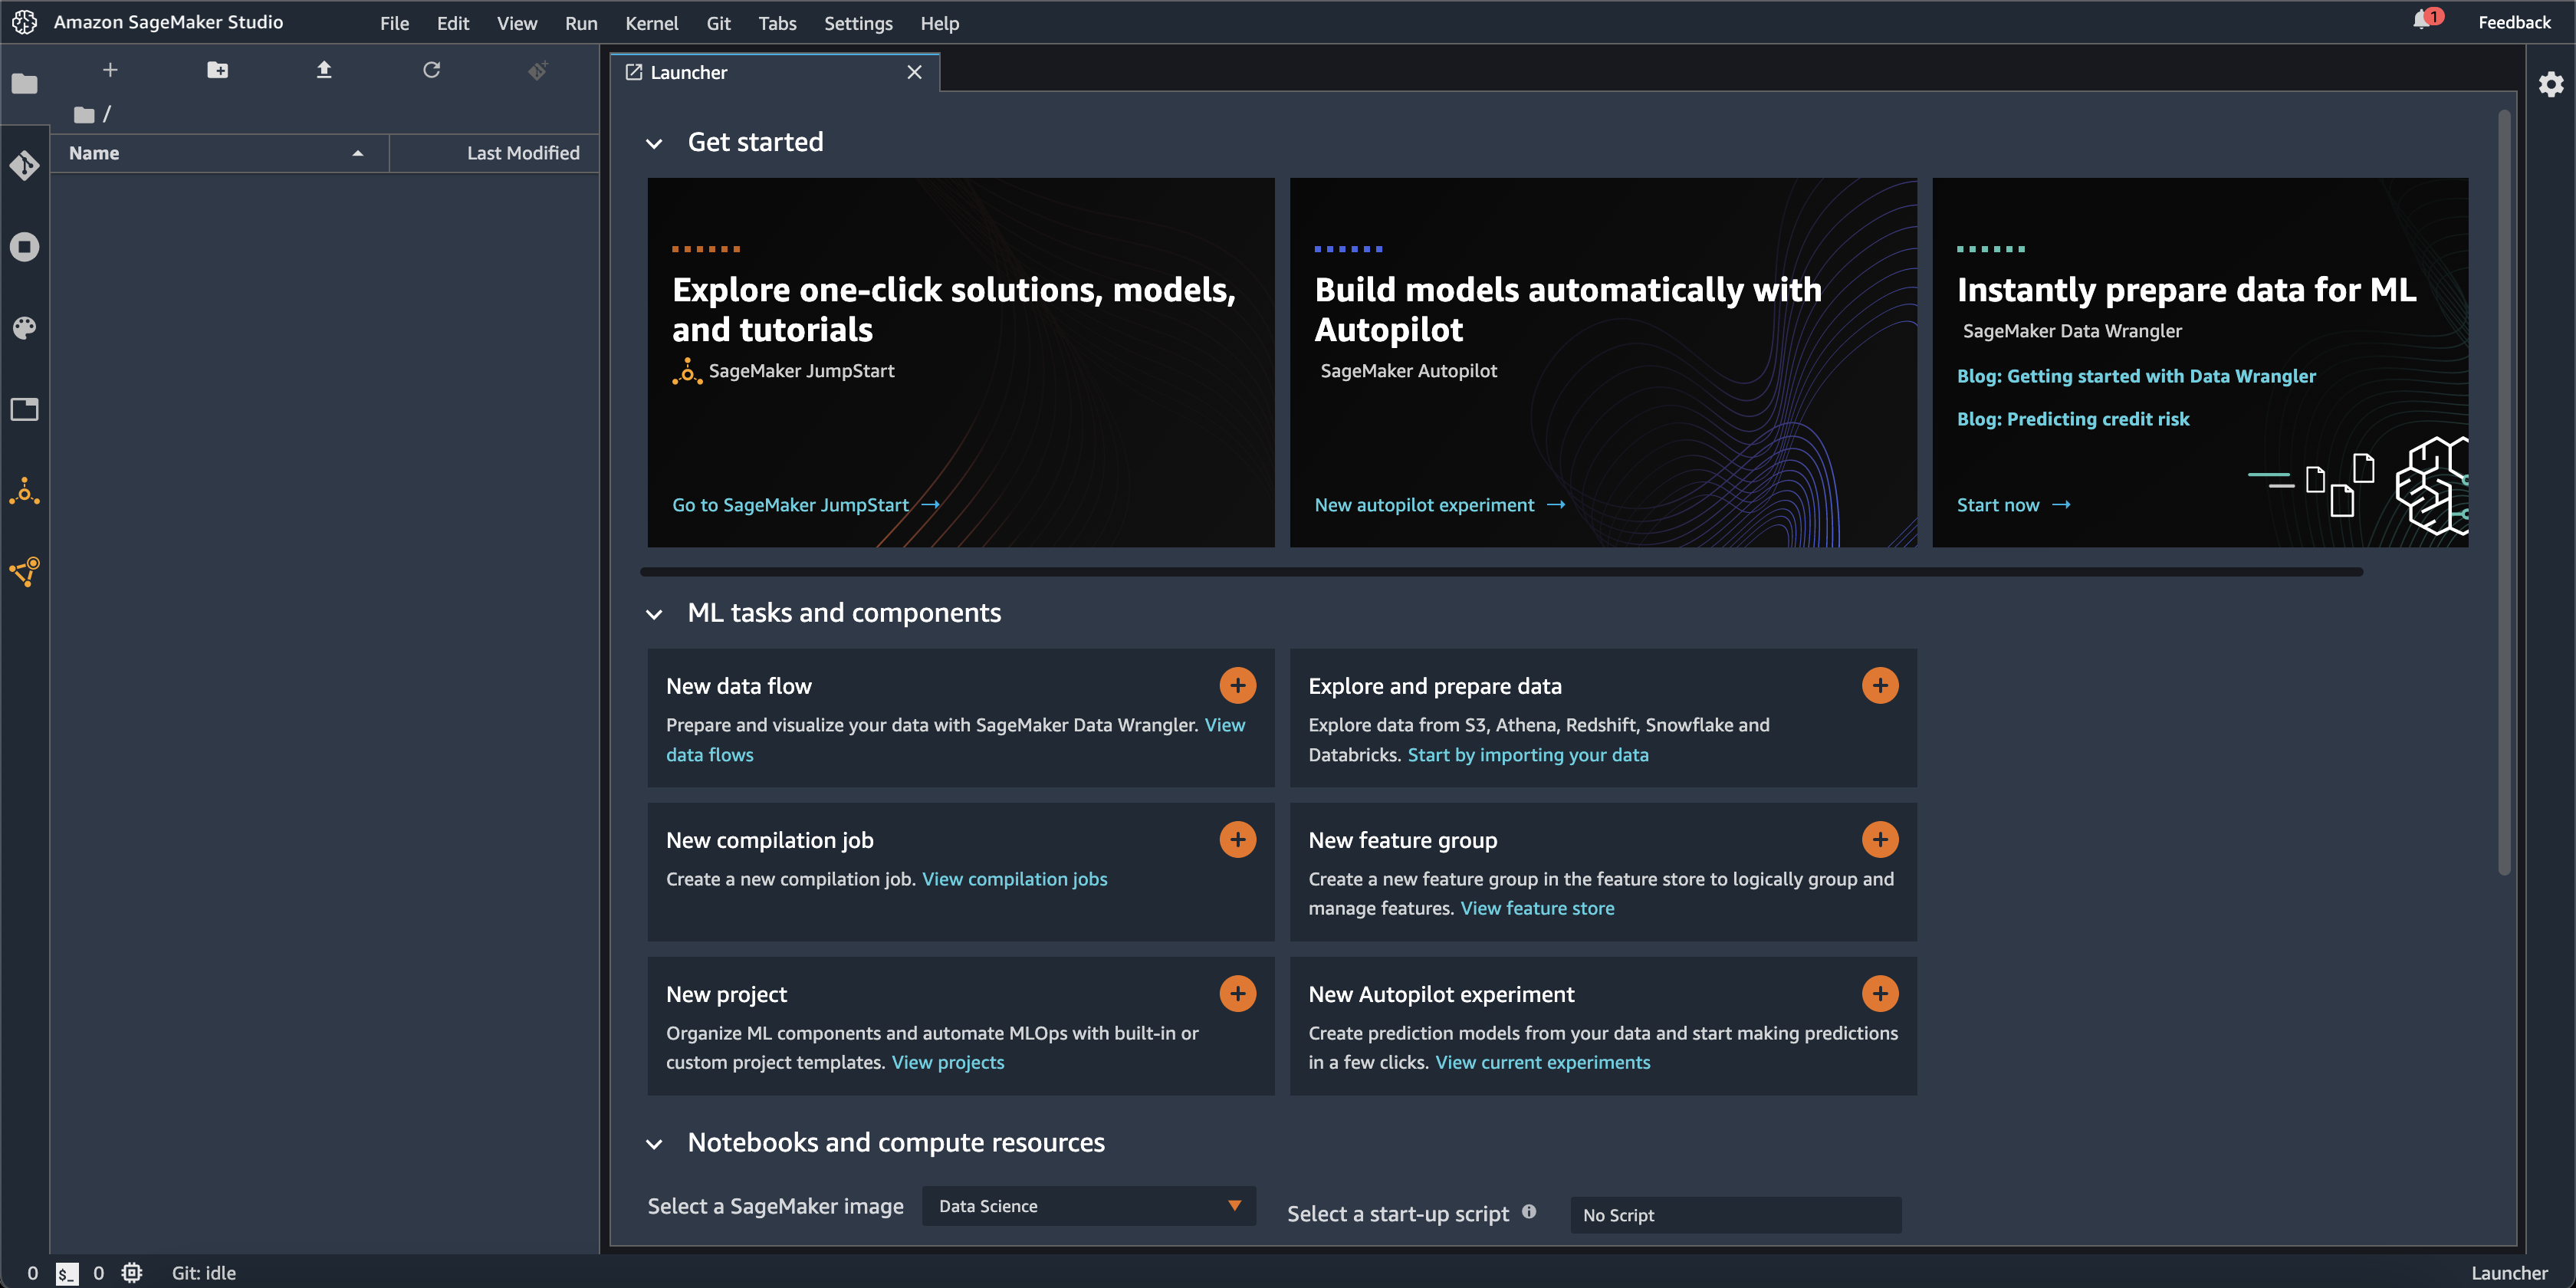 Amazon SageMaker Studio
File Edit View Run Kernel Git Tabs Settings Help
1
Feedback
/
Name
Last Modified
Launcher
Get started
Explore one-click solutions, models,
and tutorials
SageMaker JumpStart
Go to SageMaker JumpStart →
Build models automatically with
Autopilot
SageMaker Autopilot
New autopilot experiment →
Instantly prepare data for ML
SageMaker Data Wrangler
Blog: Getting started with Data Wrangler
Blog: Predicting credit risk
Start now →
ML tasks and components
New data flow
Prepare and visualize your data with SageMaker Data Wrangler. View
data flows
Explore and prepare data
Explore data from S3, Athena, Redshift, Snowflake and
Databricks. Start by importing your data
New compilation job
Create a new compilation job. View compilation jobs
New feature group
Create a new feature group in the feature store to logically group and
manage features. View feature store
New project
Organize ML components and automate MLOps with built-in or
custom project templates. View projects
New Autopilot experiment
Create prediction models from your data and start making predictions
in a few clicks. View current experiments
Notebooks and compute resources
Select a SageMaker image
Data Science
Select a start-up script
No Script
0 $_ 0 Git: idle
Launcher